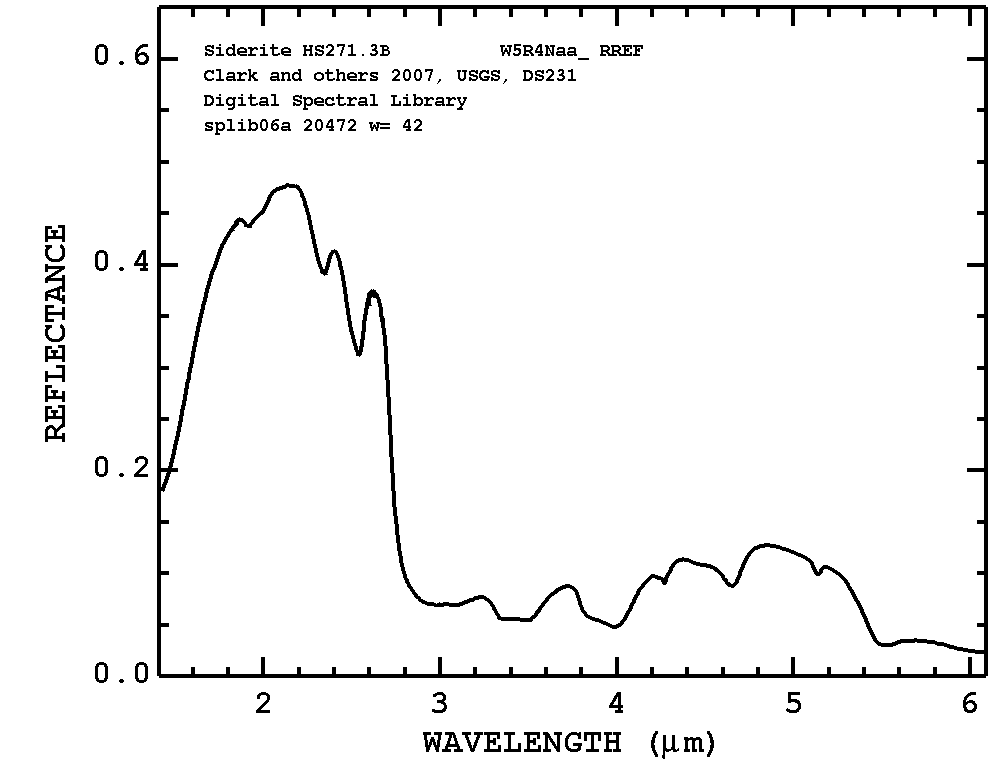 Siderite HS271.3B W5R4Naa_ RREF
Clark and others 2007, USGS, DS231
Digital Spectral Library
splib06a 20472 w= 42
REFLECTANCE
0.6
0.4
0.2
0.0
2 3 4 5 6
WAVELENGTH (μm)